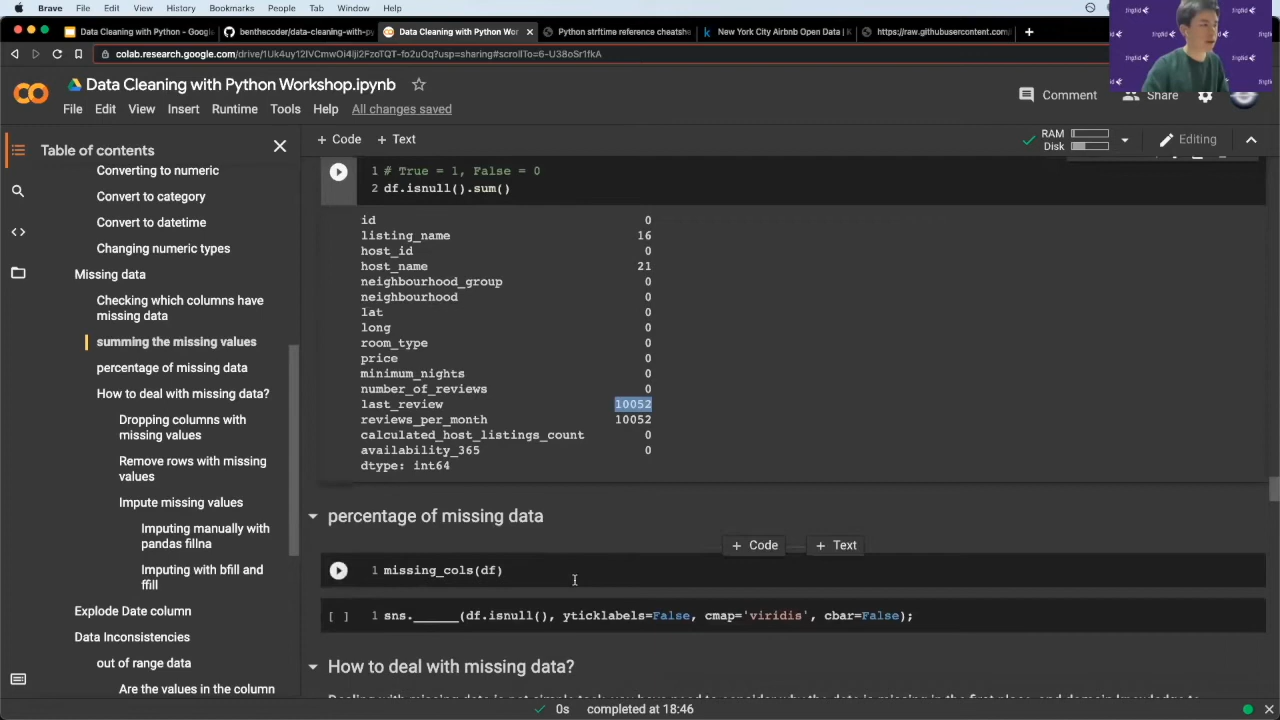 Brave File Edit View History Bookmarks People Tab Window Help
Data Cleaning with Python - Goog
benthecoder/data-cleaning-with-py
Data Cleaning with Python Wor
Python strftime reference cheatshe
New York City Airbnb Open Data | K
https://raw.githubusercontent.com/
colab.research.google.com/drive/1Uk4uy12IVCmwOi4Iji2FzoTQT-fo2uOq?usp=sharing#scrollTo=6-U38oSr1fkA
Data Cleaning with Python Workshop.ipynb
File Edit View Insert Runtime Tools Help All changes saved
Comment Share
Table of contents
Converting to numeric
Convert to category
Convert to datetime
Changing numeric types
Missing data
Checking which columns have
missing data
summing the missing values
percentage of missing data
How to deal with missing data?
Dropping columns with
missing values
Remove rows with missing
values
Impute missing values
Imputing manually with
pandas fillna
Imputing with bfill and
ffill
Explode Date column
Data Inconsistencies
out of range data
Are the values in the column
+ Code + Text
RAM
Disk
Editing
1 # True = 1, False = 0
2 df.isnull().sum()
id 0
listing_name 16
host_id 0
host_name 21
neighbourhood_group 0
neighbourhood 0
lat 0
long 0
room_type 0
price 0
minimum_nights 0
number_of_reviews 0
last_review 10052
reviews_per_month 10052
calculated_host_listings_count 0
availability_365 0
dtype: int64
percentage of missing data
+ Code + Text
1 missing_cols(df)
[ ] 1 sns.______(df.isnull(), yticklabels=False, cmap='viridis', cbar=False);
How to deal with missing data?
0s completed at 18:46